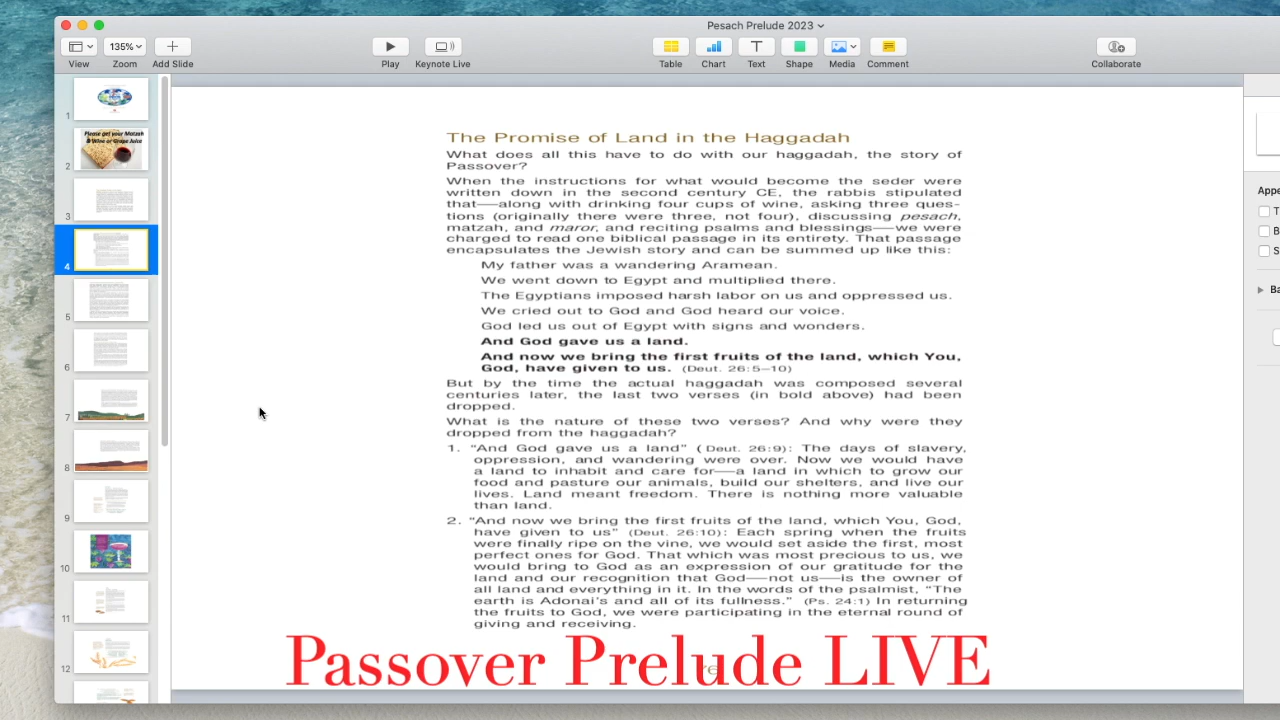 Pesach Prelude 2023
135%
View
Zoom
Add Slide
Play
Keynote Live
Table
Chart
Text
Shape
Media
Comment
Collaborate
1
Please get your Matzah
& Wine or Grape Juice
2
3
4
5
6
7
8
9
10
11
12
The Promise of Land in the Haggadah
What does all this have to do with our haggadah, the story of
Passover?
When the instructions for what would become the seder were
written down in the second century CE, the rabbis stipulated
that—along with drinking four cups of wine, asking three ques-
tions (originally there were three, not four), discussing pesach,
matzah, and maror, and reciting psalms and blessings—we were
charged to read one biblical passage in its entirety. That passage
encapsulates the Jewish story and can be summed up like this:
My father was a wandering Aramean.
We went down to Egypt and multiplied there.
The Egyptians imposed harsh labor on us and oppressed us.
We cried out to God and God heard our voice.
God led us out of Egypt with signs and wonders.
And God gave us a land.
And now we bring the first fruits of the land, which You,
God, have given to us. (Deut. 26:5–10)
But by the time the actual haggadah was composed several
centuries later, the last two verses (in bold above) had been
dropped.
What is the nature of these two verses? And why were they
dropped from the haggadah?
1. "And God gave us a land" ( Deut. 26:9): The days of slavery,
oppression, and wandering were over. Now we would have
a land to inhabit and care for—a land in which to grow our
food and pasture our animals, build our shelters, and live our
lives. Land meant freedom. There is nothing more valuable
than land.
2. "And now we bring the first fruits of the land, which You, God,
have given to us" (Deut. 26:10): Each spring when the fruits
were finally ripe on the vine, we would set aside the first, most
perfect ones for God. That which was most precious to us, we
would bring to God as an expression of our gratitude for the
land and our recognition that God—not us—is the owner of
all land and everything in it. In the words of the psalmist, "The
earth is Adonai's and all of its fullness." (Ps. 24:1) In returning
the fruits to God, we were participating in the eternal round of
giving and receiving.
Passover Prelude LIVE
Appe
T
B
S
Ba